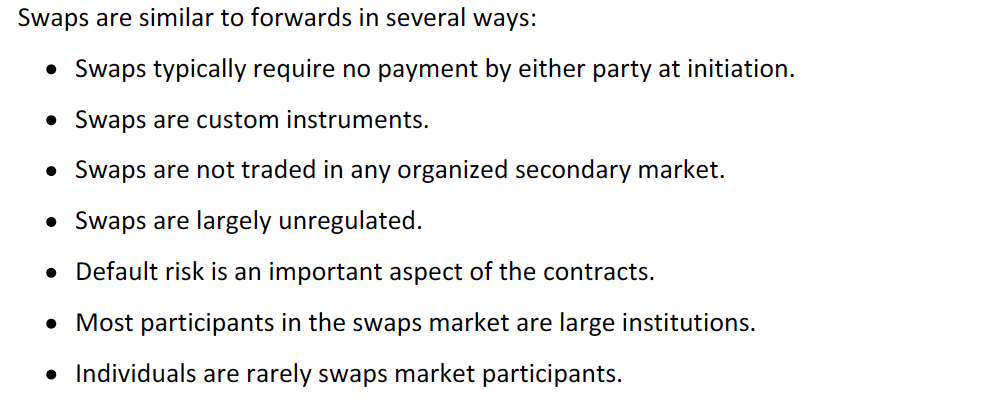 Swaps are similar to forwards in several ways:
• Swaps typically require no payment by either party at initiation.
• Swaps are custom instruments.
• Swaps are not traded in any organized secondary market.
• Swaps are largely unregulated.
• Default risk is an important aspect of the contracts.
• Most participants in the swaps market are large institutions.
• Individuals are rarely swaps market participants.